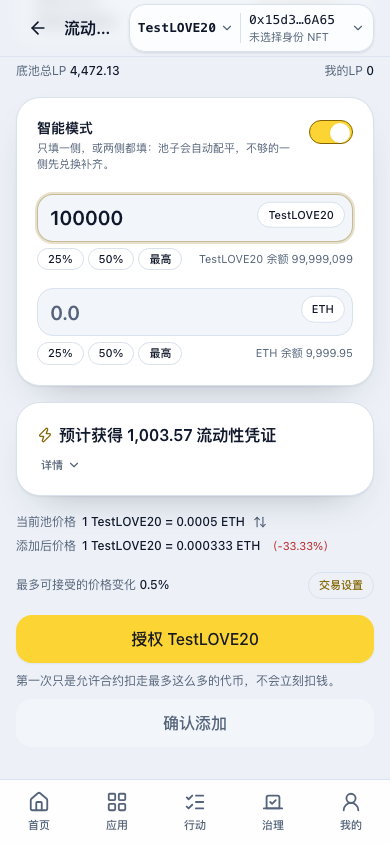 流动...
TestLOVE20
0x15d3…6A65
未选择身份 NFT
底池总LP 4,472.13
我的LP 0
智能模式
只填一侧，或两侧都填：池子会自动配平，不够的一
侧先兑换补齐。
100000
TestLOVE20
25%
50%
最高
TestLOVE20 余额 99,999,099
0.0
ETH
25%
50%
最高
ETH 余额 9,999.95
预计获得 1,003.57 流动性凭证
详情
当前池价格 1 TestLOVE20 = 0.0005 ETH
添加后价格 1 TestLOVE20 = 0.000333 ETH (-33.33%)
最多可接受的价格变化 0.5%
交易设置
授权 TestLOVE20
第一次只是允许合约扣走最多这么多的代币，不会立刻扣钱。
确认添加
首页
应用
行动
治理
我的